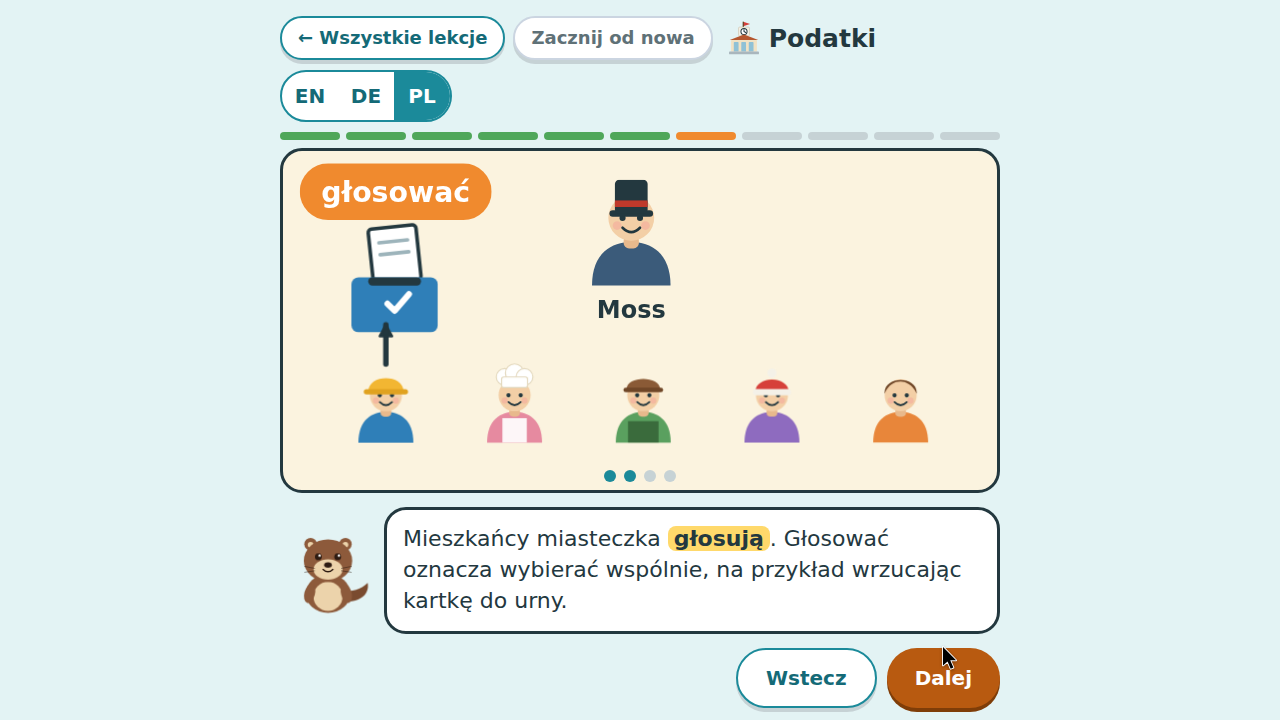 ← Wszystkie lekcje
Zacznij od nowa
Podatki
EN DE PL
głosować
Moss
Mieszkańcy miasteczka głosują. Głosować
oznacza wybierać wspólnie, na przykład wrzucając
kartkę do urny.
Wstecz
Dalej